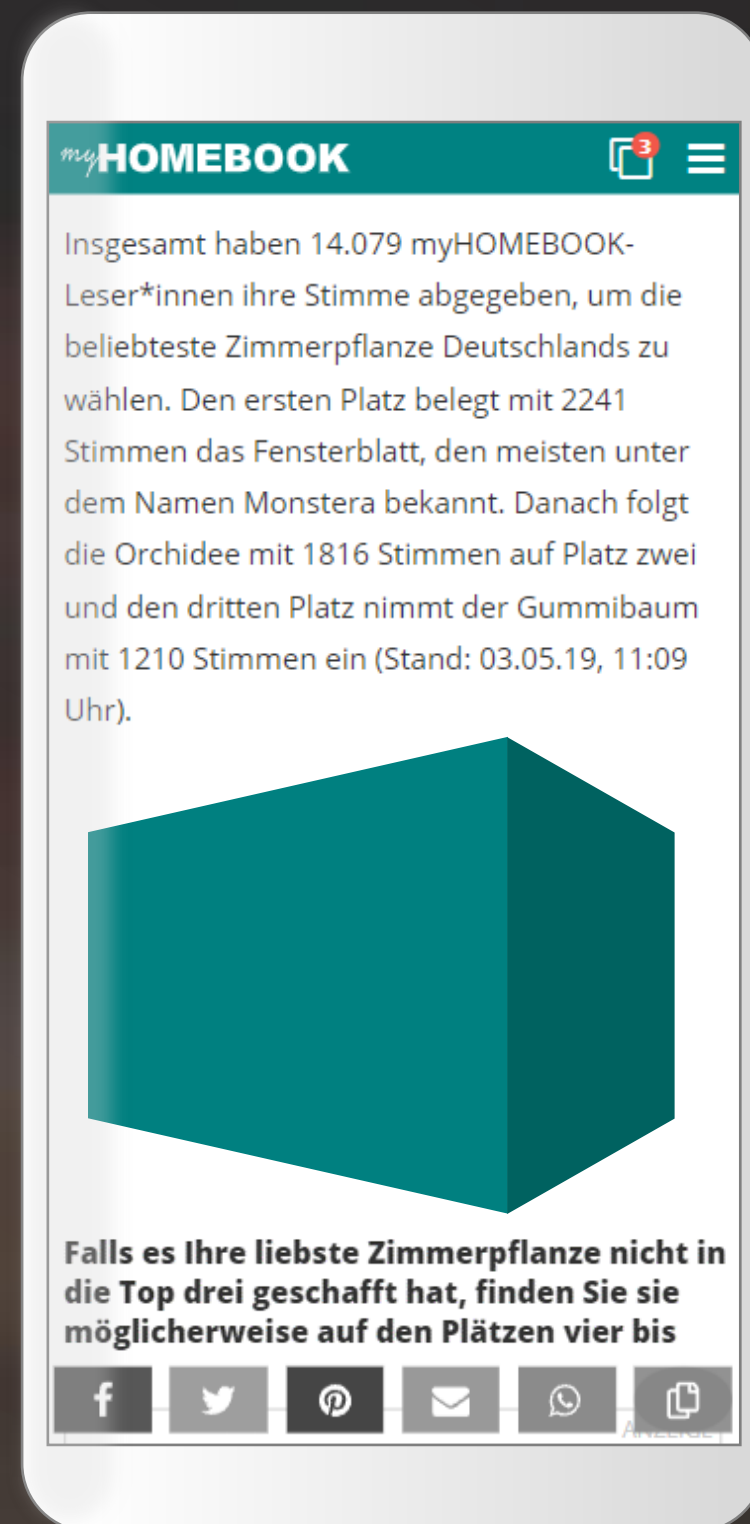 myHOMEBOOK
3
Insgesamt haben 14.079 myHOMEBOOK-
Leser*innen ihre Stimme abgegeben, um die
beliebteste Zimmerpflanze Deutschlands zu
wählen. Den ersten Platz belegt mit 2241
Stimmen das Fensterblatt, den meisten unter
dem Namen Monstera bekannt. Danach folgt
die Orchidee mit 1816 Stimmen auf Platz zwei
und den dritten Platz nimmt der Gummibaum
mit 1210 Stimmen ein (Stand: 03.05.19, 11:09
Uhr).
Falls es Ihre liebste Zimmerpflanze nicht in
die Top drei geschafft hat, finden Sie sie
möglicherweise auf den Plätzen vier bis
ANZEIGE